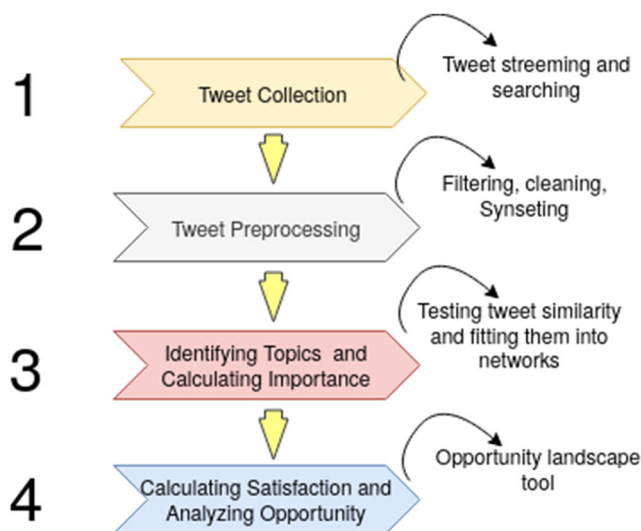 1
Tweet Collection
Tweet streeming and
searching
2
Tweet Preprocessing
Filtering, cleaning,
Synseting
3
Identifying Topics and
Calculating Importance
Testing tweet similarity
and fitting them into
networks
4
Calculating Satisfaction and
Analyzing Opportunity
Opportunity landscape
tool